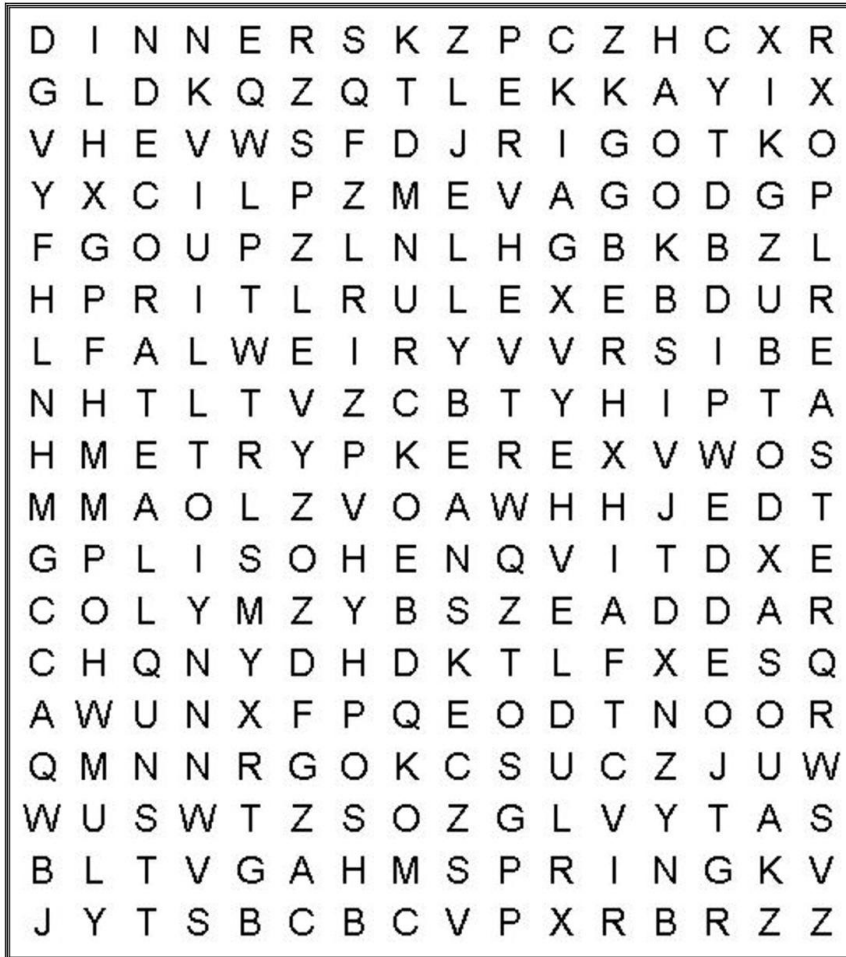 D I N N E R S K Z P C Z H C X R
G L D K Q Z Q T L E K K A Y I X
V H E V W S F D J R I G O T K O
Y X C I L P Z M E V A G O D G P
F G O U P Z L N L H G B K B Z L
H P R I T L R U L E X E B D U R
L F A L W E I R Y V V R S I B E
N H T L T V Z C B T Y H I P T A
H M E T R Y P K E R E X V W O S
M M A O L Z V O A W H H J E D T
G P L I S O H E N Q V I T D X E
C O L Y M Z Y B S Z E A D D A R
C H Q N Y D H D K T L F X E S Q
A W U N X F P Q E O D T N O O R
Q M N N R G O K C S U C Z J U W
W U S W T Z S O Z G L V Y T A S
B L T V G A H M S P R I N G K V
J Y T S B C B C V P X R B R Z Z